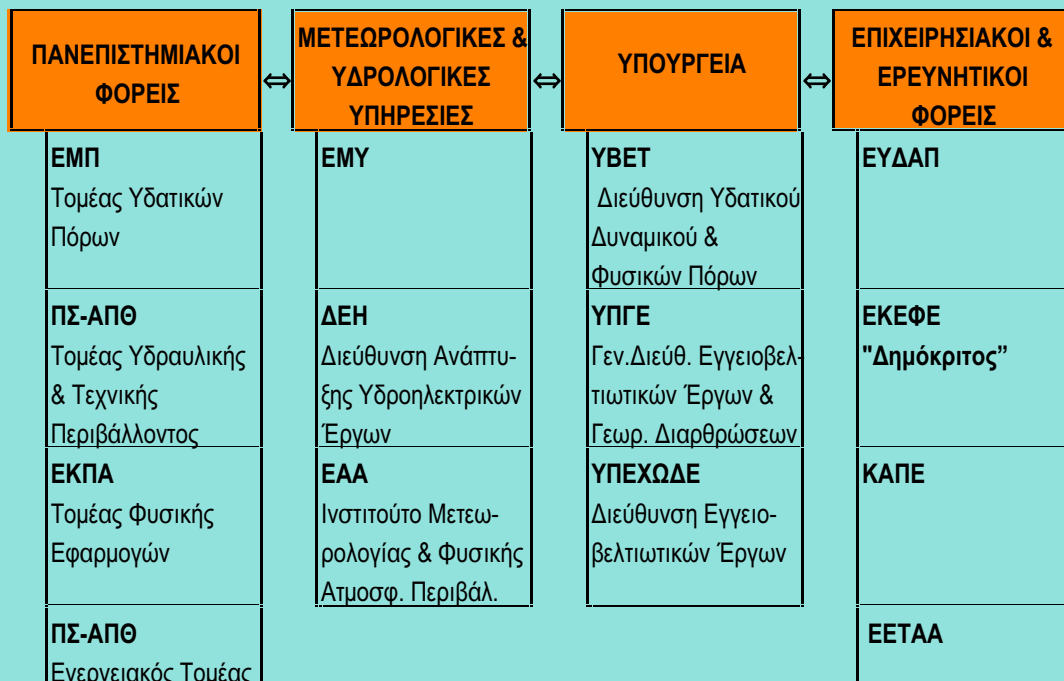 ΠΑΝΕΠΙΣΤΗΜΙΑΚΟΙ
ΦΟΡΕΙΣ
⇔
ΜΕΤΕΩΡΟΛΟΓΙΚΕΣ &
ΥΔΡΟΛΟΓΙΚΕΣ
ΥΠΗΡΕΣΙΕΣ
⇔
ΥΠΟΥΡΓΕΙΑ
⇔
ΕΠΙΧΕΙΡΗΣΙΑΚΟΙ &
ΕΡΕΥΝΗΤΙΚΟΙ
ΦΟΡΕΙΣ
ΕΜΠ
Τομέας Υδατικών
Πόρων
ΠΣ-ΑΠΘ
Τομέας Υδραυλικής
& Τεχνικής
Περιβάλλοντος
ΕΚΠΑ
Τομέας Φυσικής
Εφαρμογών
ΠΣ-ΑΠΘ
Ενεργειακός Τομέας
ΕΜΥ
ΔΕΗ
Διεύθυνση Ανάπτυ-
ξης Υδροηλεκτρικών
Έργων
ΕΑΑ
Ινστιτούτο Μετεω-
ρολογίας & Φυσικής
Ατμοσφ. Περιβάλ.
ΥΒΕΤ
Διεύθυνση Υδατικού
Δυναμικού &
Φυσικών Πόρων
ΥΠΓΕ
Γεν.Διεύθ. Εγγειοβελ-
τιωτικών Έργων &
Γεωρ. Διαρθρώσεων
ΥΠΕΧΩΔΕ
Διεύθυνση Εγγειο-
βελτιωτικών Έργων
ΕΥΔΑΠ
ΕΚΕΦΕ
"Δημόκριτος”
ΚΑΠΕ
ΕΕΤΑΑ